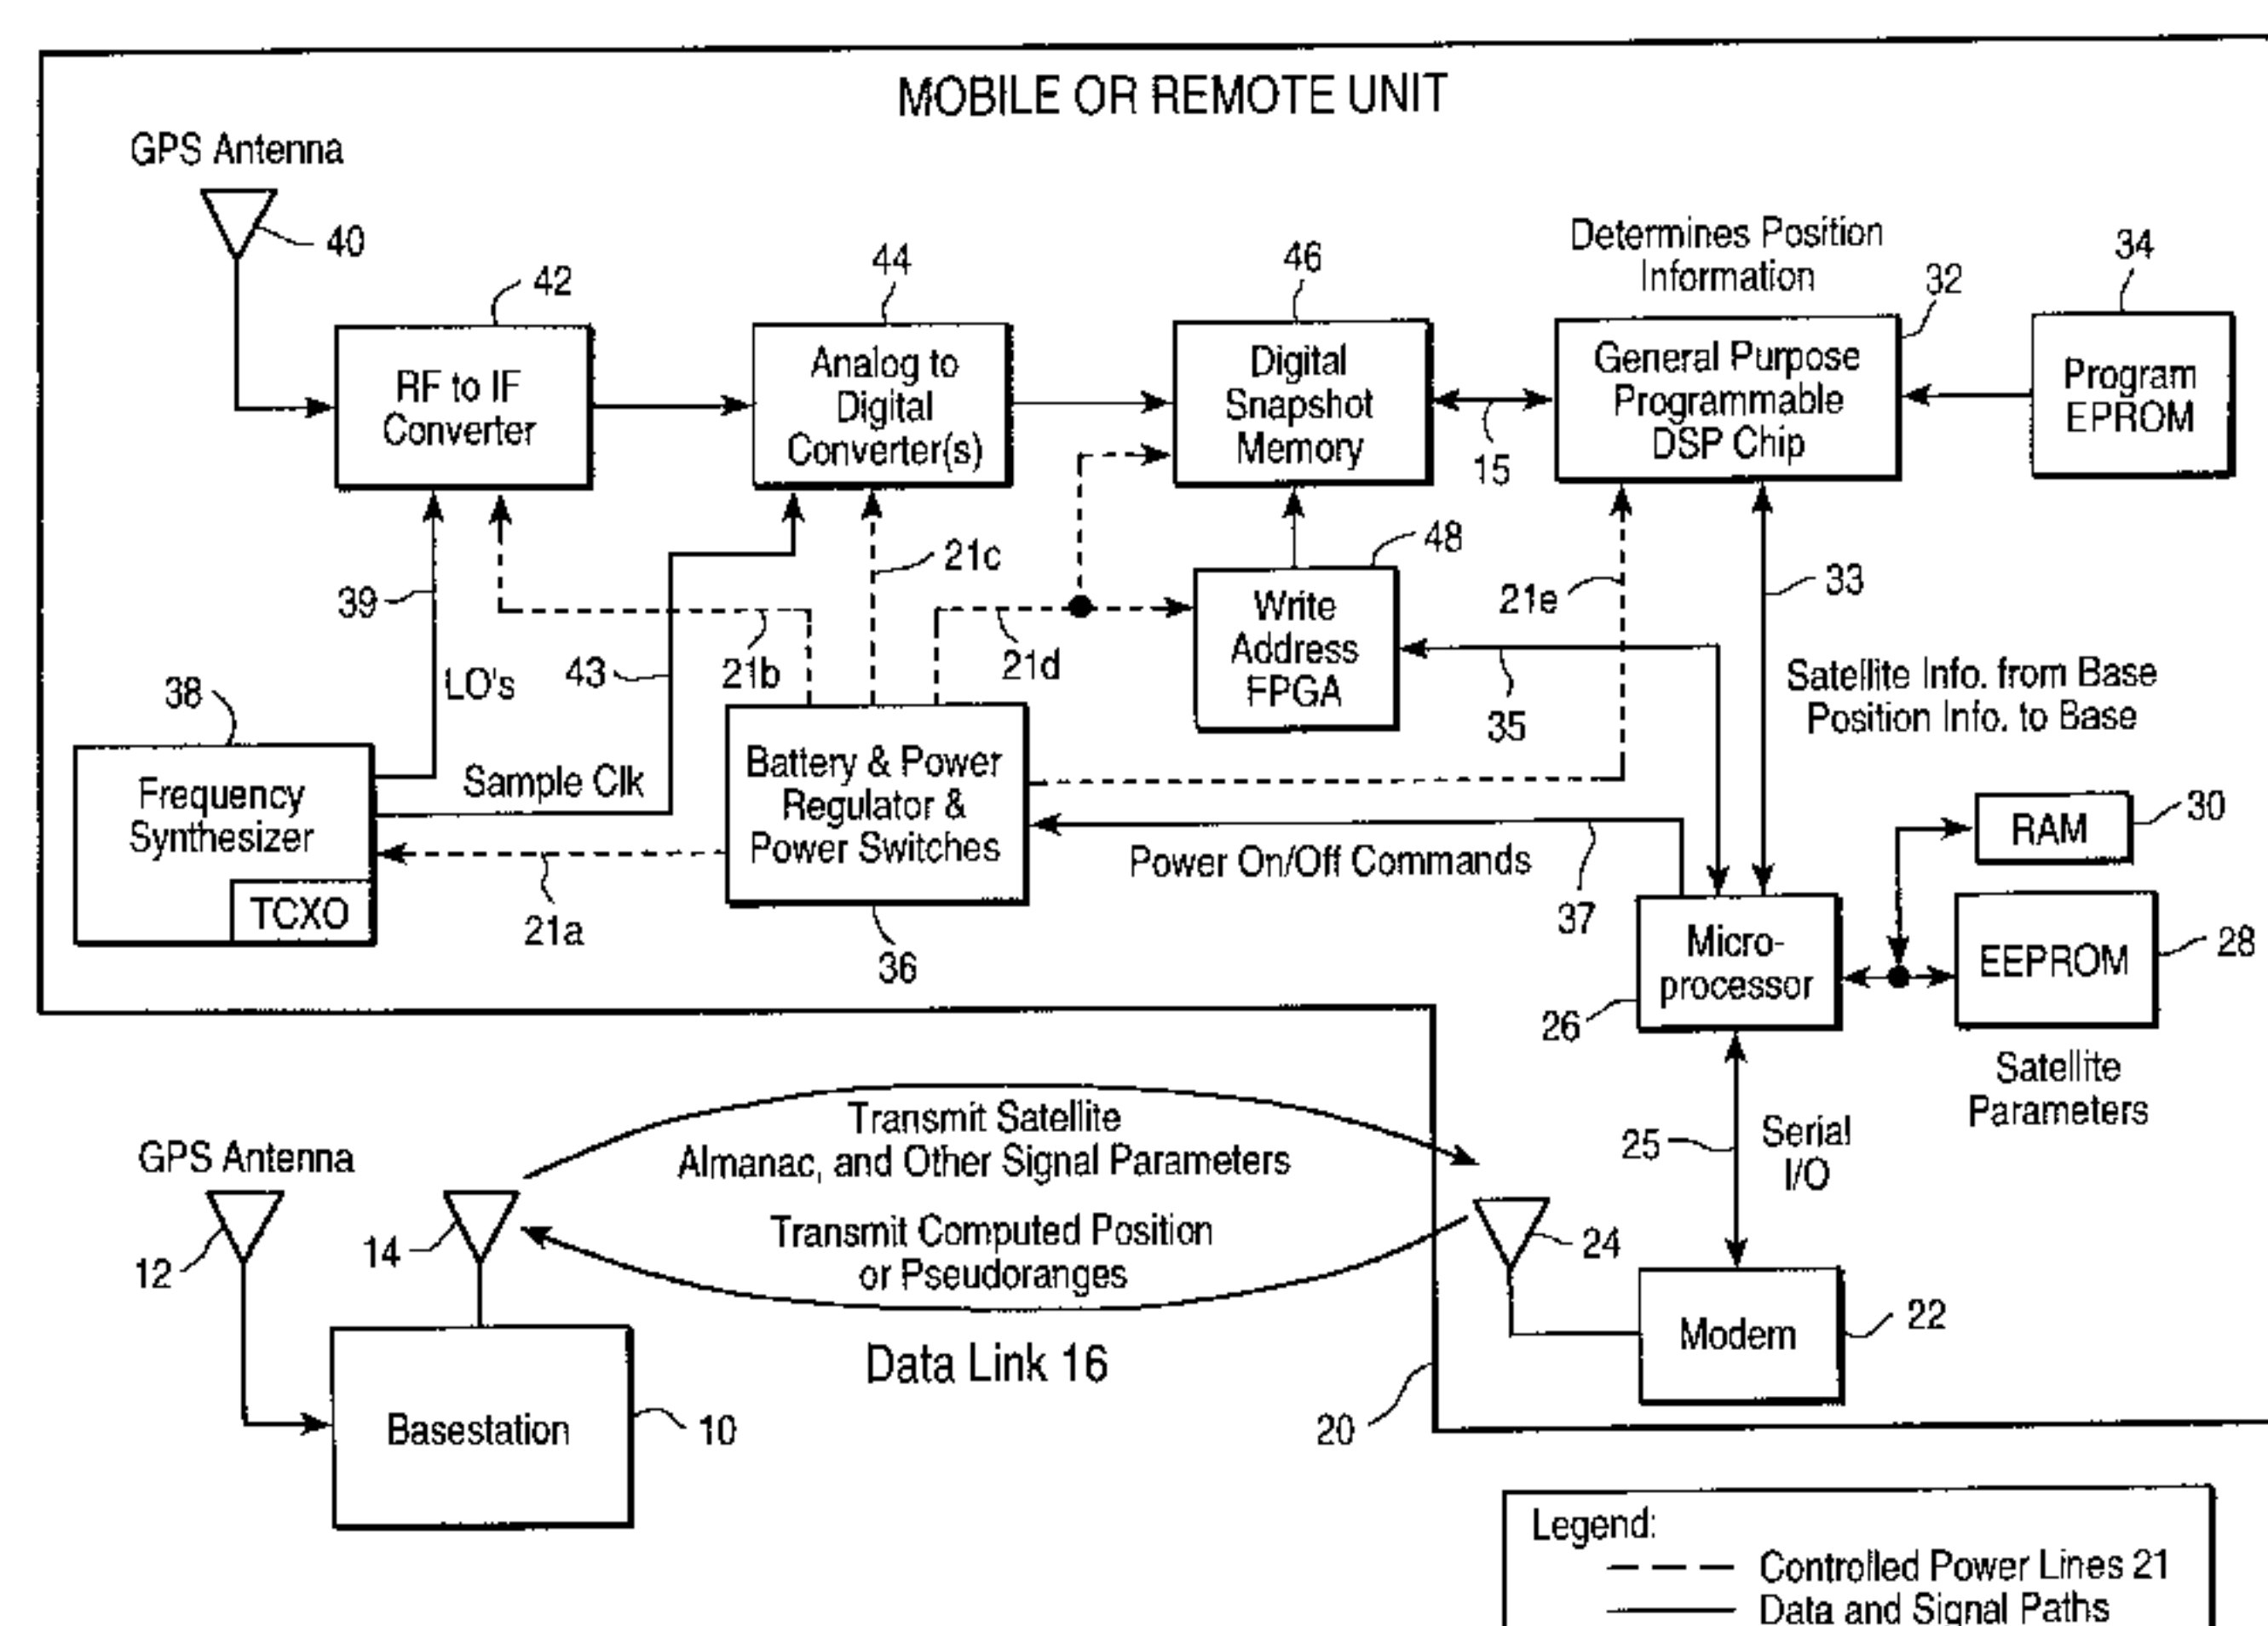 MOBILE OR REMOTE UNIT
GPS Antenna
40
42
44
46
Determines Position
Information
32
34
RF to IF
Converter
Analog to
Digital
Converter(s)
Digital
Snapshot
Memory
15
General Purpose
Programmable
DSP Chip
Program
EPROM
39
LO's
43
21b
21c
21d
48
Write
Address
FPGA
21e
33
35
Satellite Info. from Base
Position Info. to Base
38
Frequency
Synthesizer
TCXO
Sample Clk
21a
Battery & Power
Regulator &
Power Switches
36
Power On/Off Commands
37
RAM
30
Micro-
processor
26
EEPROM
28
Satellite
Parameters
25
Serial
I/O
GPS Antenna
12
14
Transmit Satellite
Almanac, and Other Signal Parameters
Transmit Computed Position
or Pseudoranges
Data Link 16
24
Modem
22
20
Basestation
10
Legend:
Controlled Power Lines 21
Data and Signal Paths